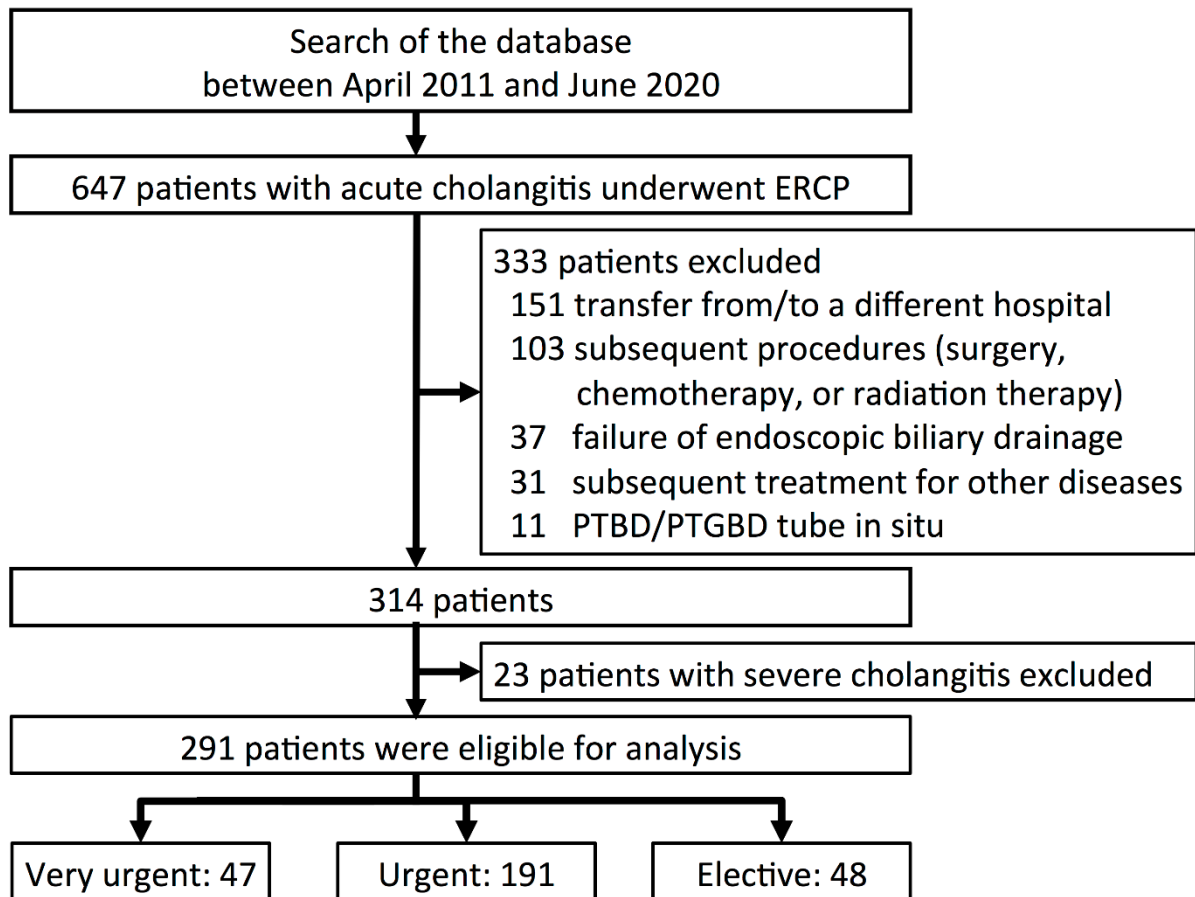 Search of the database
between April 2011 and June 2020
647 patients with acute cholangitis underwent ERCP
333 patients excluded
151 transfer from/to a different hospital
103 subsequent procedures (surgery,
chemotherapy, or radiation therapy)
37 failure of endoscopic biliary drainage
31 subsequent treatment for other diseases
11 PTBD/PTGBD tube in situ
314 patients
23 patients with severe cholangitis excluded
291 patients were eligible for analysis
Very urgent: 47
Urgent: 191
Elective: 48